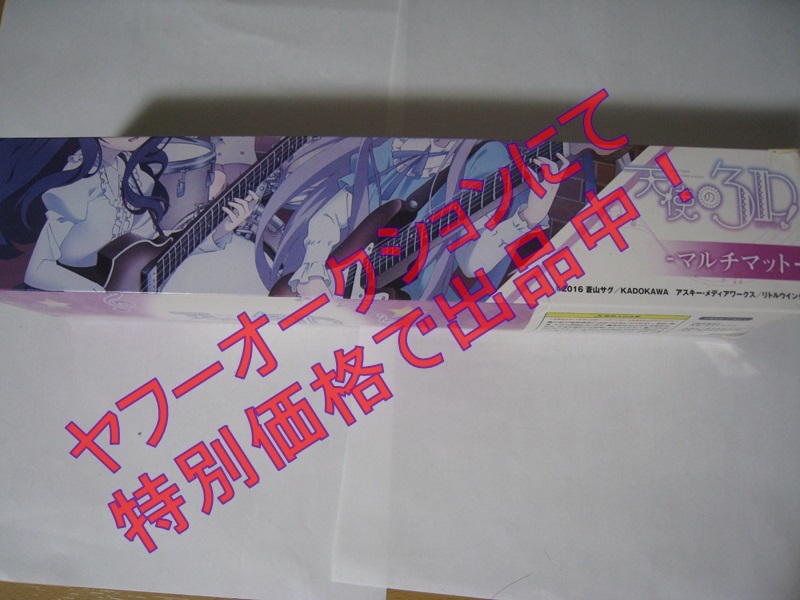 ヤフーオークションにて
特別価格で出品中！
天使の3P!
-マルチマット-
©2016 蒼山サグ／KADOKAWA アスキー・メディアワークス／リトルウイング